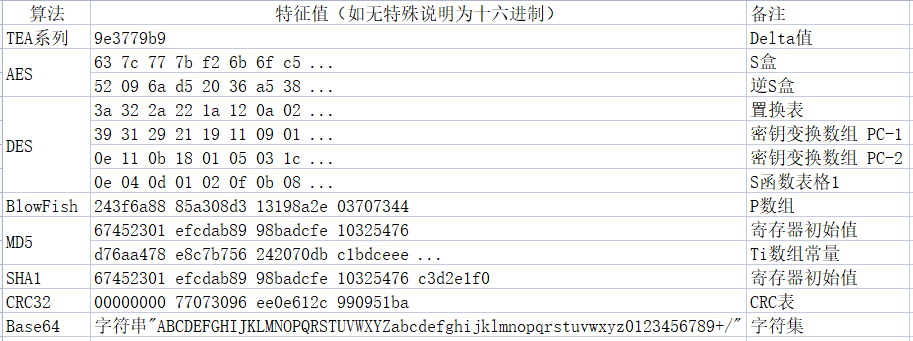 算法 特征值（如无特殊说明为十六进制） 备注
TEA系列 9e3779b9 Delta值
AES 63 7c 77 7b f2 6b 6f c5 ... S盒
52 09 6a d5 20 36 a5 38 ... 逆S盒
DES 3a 32 2a 22 1a 12 0a 02 ... 置换表
39 31 29 21 19 11 09 01 ... 密钥变换数组 PC-1
0e 11 0b 18 01 05 03 1c ... 密钥变换数组 PC-2
0e 04 0d 01 02 0f 0b 08 ... S函数表格1
BlowFish 243f6a88 85a308d3 13198a2e 03707344 P数组
MD5 67452301 efcdab89 98badcfe 10325476 寄存器初始值
d76aa478 e8c7b756 242070db c1bdceee ... Ti数组常量
SHA1 67452301 efcdab89 98badcfe 10325476 c3d2e1f0 寄存器初始值
CRC32 00000000 77073096 ee0e612c 990951ba CRC表
Base64 字符串"ABCDEFGHIJKLMNOPQRSTUVWXYZabcdefghijklmnopqrstuvwxyz0123456789+/" 字符集